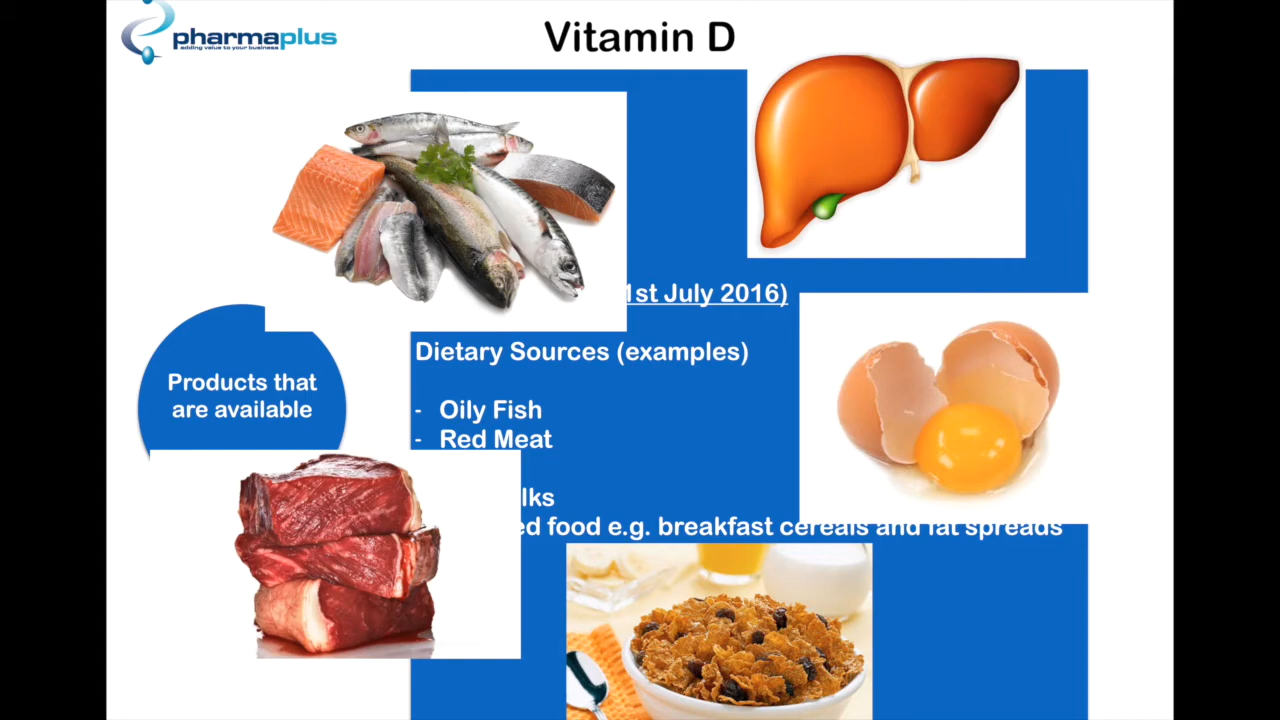 pharmaplus
adding value to your business
Vitamin D
1st July 2016)
Dietary Sources (examples)
Products that
are available
- Oily Fish
- Red Meat
lks
ed food e.g. breakfast cereals and fat spreads